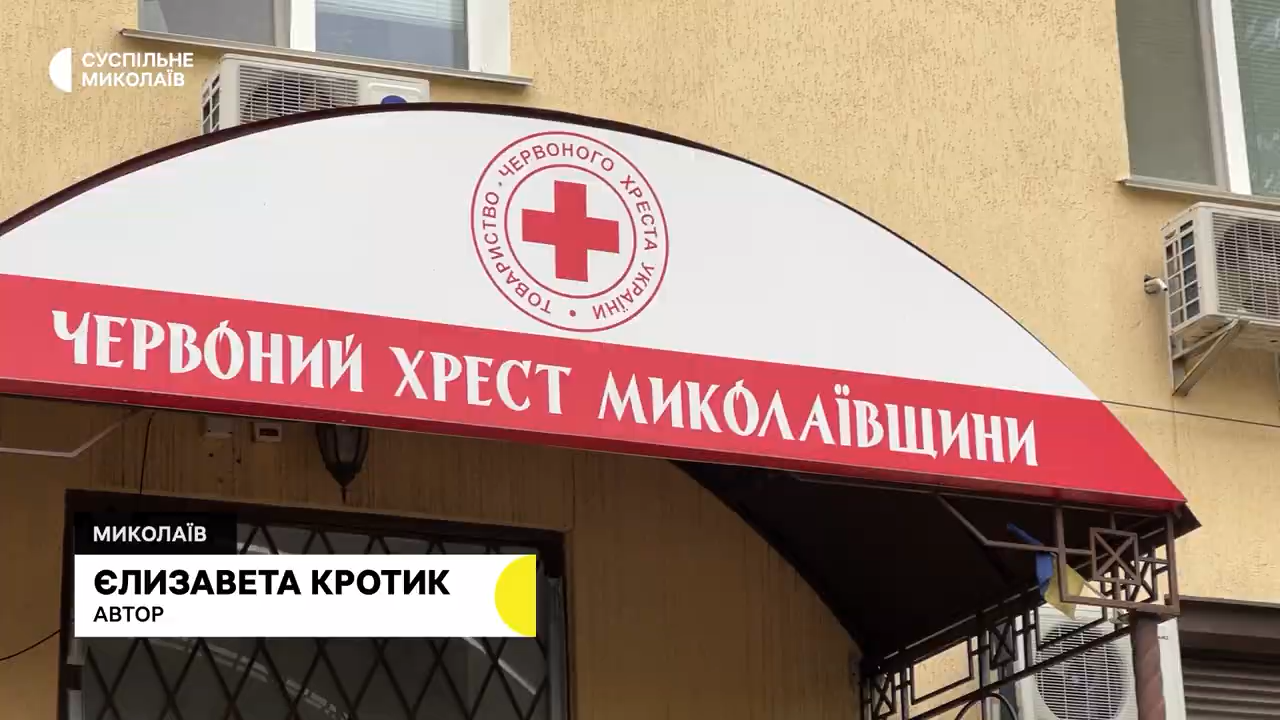 СУСПІЛЬНЕ
МИКОЛАЇВ
ТОВАРИСТВО · ЧЕРВОНОГО ХРЕСТА УКРАЇНИ ·
ЧЕРВОНИЙ ХРЕСТ МИКОЛАЇВЩИНИ
МИКОЛАЇВ
ЄЛИЗАВЕТА КРОТИК
АВТОР